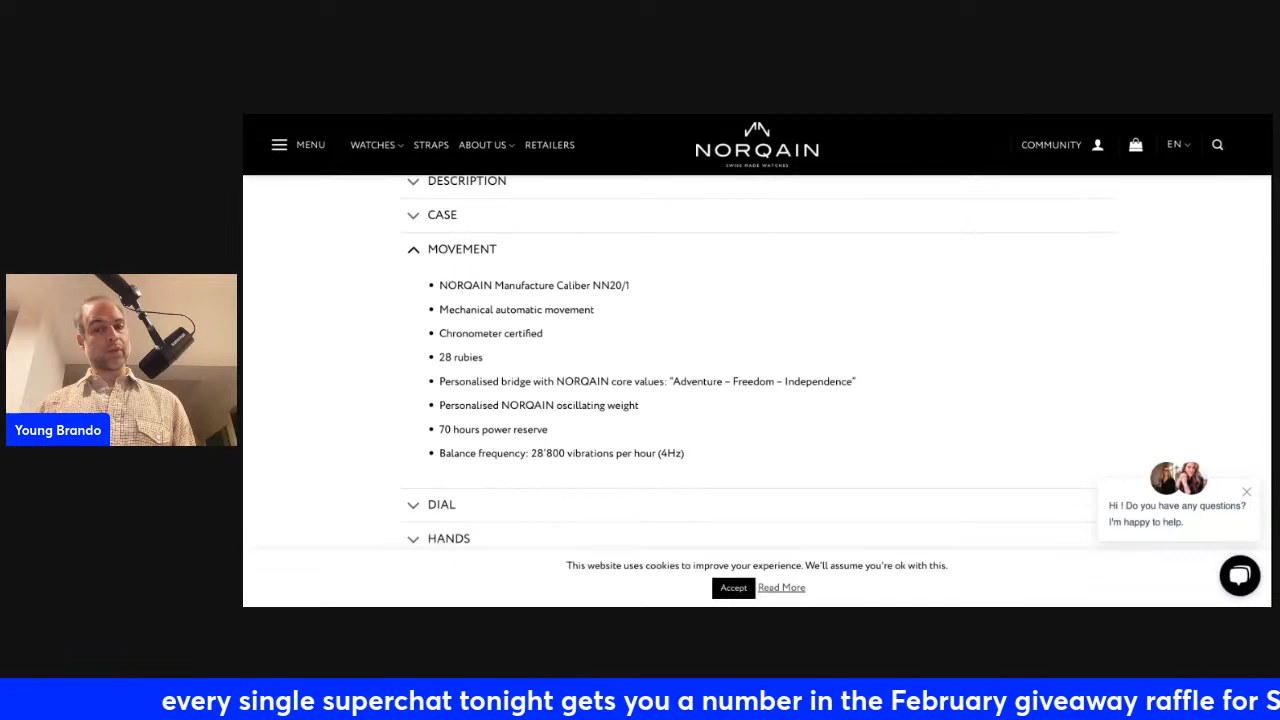 MENU
WATCHES
STRAPS
ABOUT US
RETAILERS
NORQAIN
SWISS MADE WATCHES
COMMUNITY
EN
DESCRIPTION
CASE
MOVEMENT
• NORQAIN Manufacture Caliber NN20/1
• Mechanical automatic movement
• Chronometer certified
• 28 rubies
• Personalised bridge with NORQAIN core values: "Adventure – Freedom – Independence"
• Personalised NORQAIN oscillating weight
• 70 hours power reserve
• Balance frequency: 28'800 vibrations per hour (4Hz)
DIAL
HANDS
Hi ! Do you have any questions?
I'm happy to help.
This website uses cookies to improve your experience. We'll assume you're ok with this.
Accept
Read More
Young Brando
every single superchat tonight gets you a number in the February giveaway raffle for S